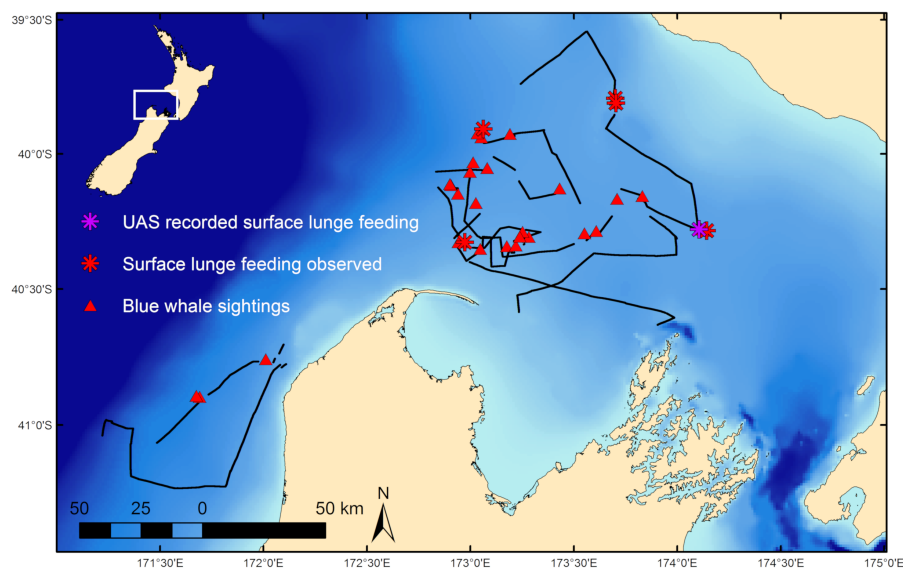 39°30'S
40°0'S
40°30'S
41°0'S
UAS recorded surface lunge feeding
Surface lunge feeding observed
Blue whale sightings
50 25 0 50 km
N
171°30'E 172°0'E 172°30'E 173°0'E 173°30'E 174°0'E 174°30'E 175°0'E